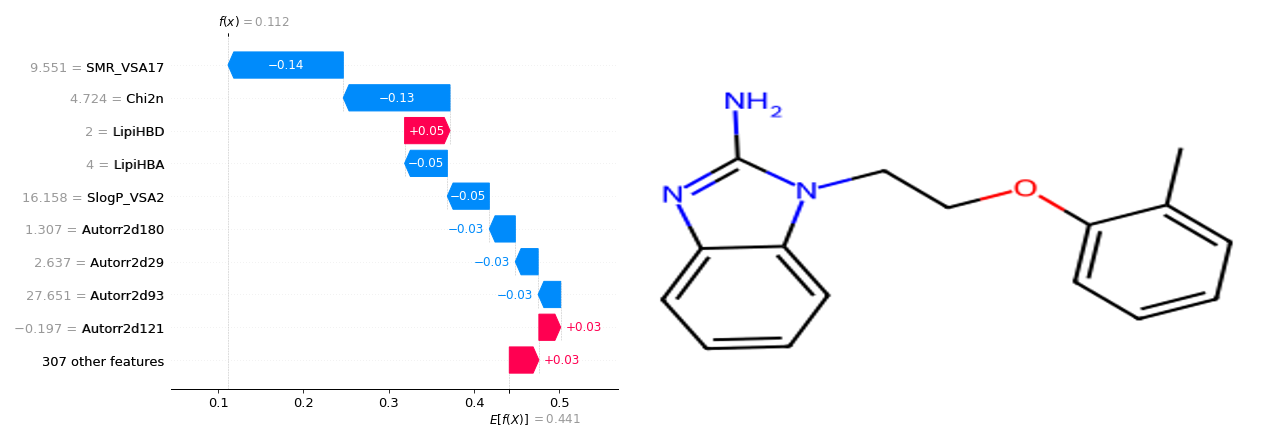 f(x) = 0.112
9.551 = SMR_VSA17 −0.14
4.724 = Chi2n −0.13
2 = LipiHBD +0.05
4 = LipiHBA −0.05
16.158 = SlogP_VSA2 −0.05
1.307 = Autorr2d180 −0.03
2.637 = Autorr2d29 −0.03
27.651 = Autorr2d93 −0.03
−0.197 = Autorr2d121 +0.03
307 other features +0.03
0.1 0.2 0.3 0.4 0.5
E[f(X)] = 0.441
NH2
N
N
O